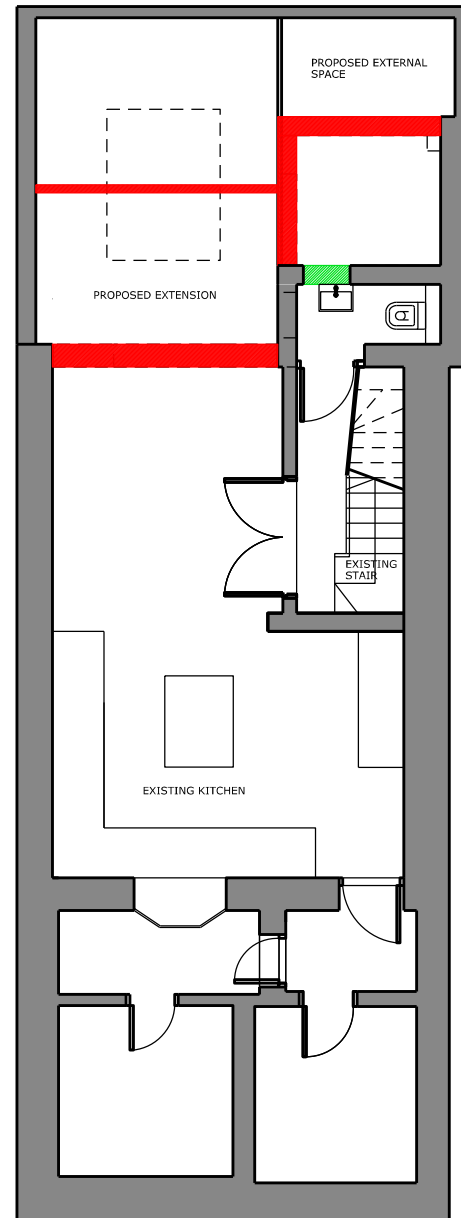 PROPOSED EXTERNAL
SPACE
PROPOSED EXTENSION
EXISTING
STAIR
EXISTING KITCHEN